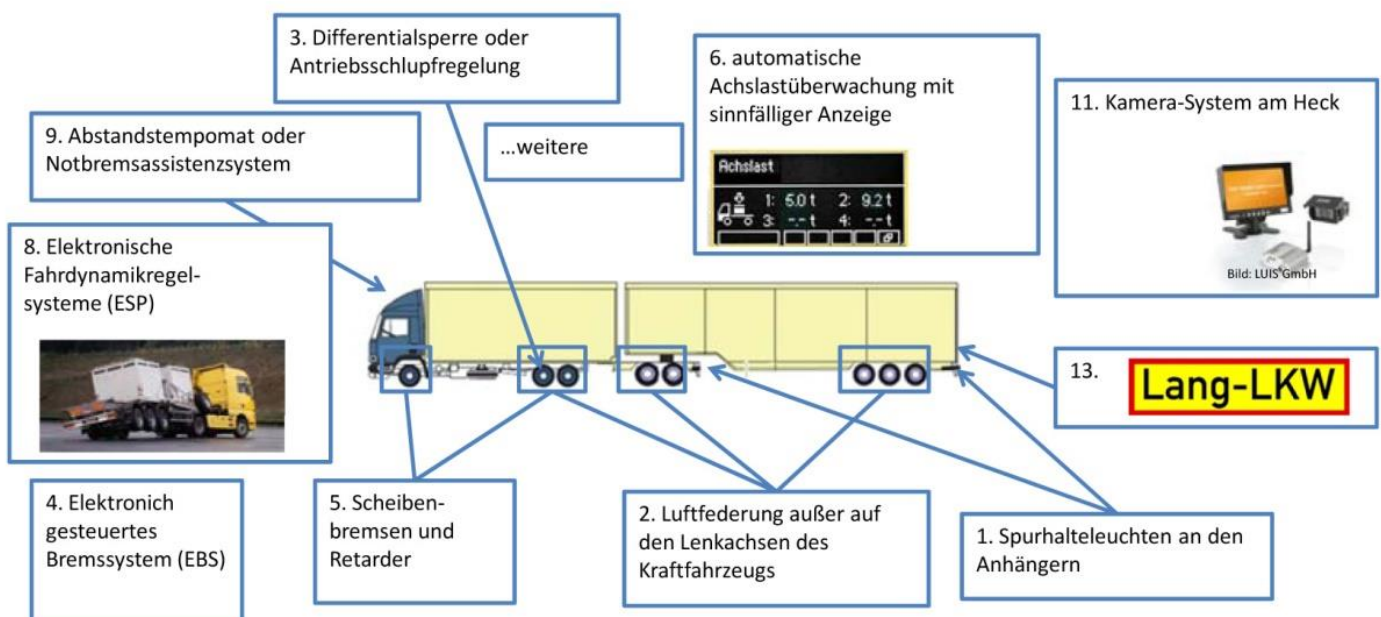 3. Differentialsperre oder
Antriebsschlupfregelung
6. automatische
Achslastüberwachung mit
sinnfälliger Anzeige
Achslast
1: 6.0 t 2: 9.2 t
3: -.- t 4: -.- t
11. Kamera-System am Heck
Bild: LUIS GmbH
9. Abstandstempomat oder
Notbremsassistenzsystem
...weitere
8. Elektronische
Fahrdynamikregel-
systeme (ESP)
13.
Lang-LKW
4. Elektronich
gesteuertes
Bremssystem (EBS)
5. Scheiben-
bremsen und
Retarder
2. Luftfederung außer auf
den Lenkachsen des
Kraftfahrzeugs
1. Spurhalteleuchten an den
Anhängern